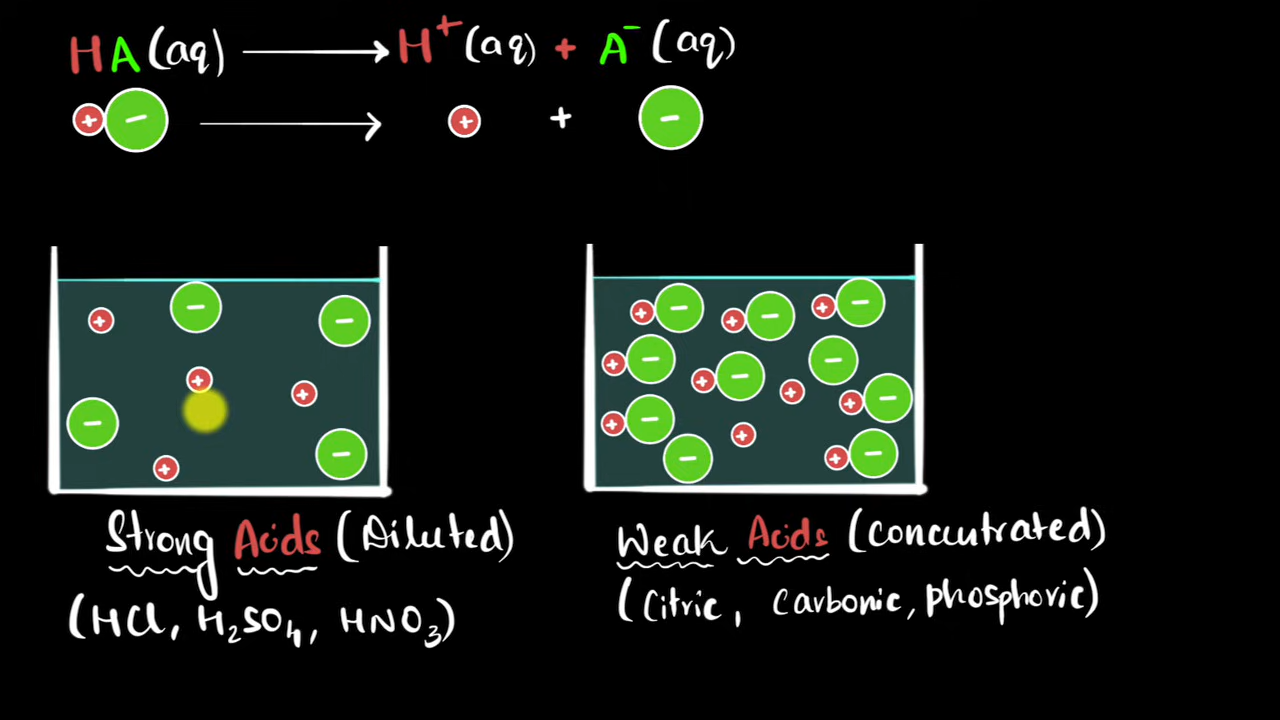 HA(aq) ⟶ H⁺(aq) + A⁻(aq)
+ − ⟶ + + −
+ − − + + − + − + −
+ − + − −
− + + − + + −
+ − + −
+ − + + −
Strong Acids (Diluted) Weak Acids (Concentrated)
(HCl, H₂SO₄, HNO₃) (Citric, Carbonic, phosphoric)